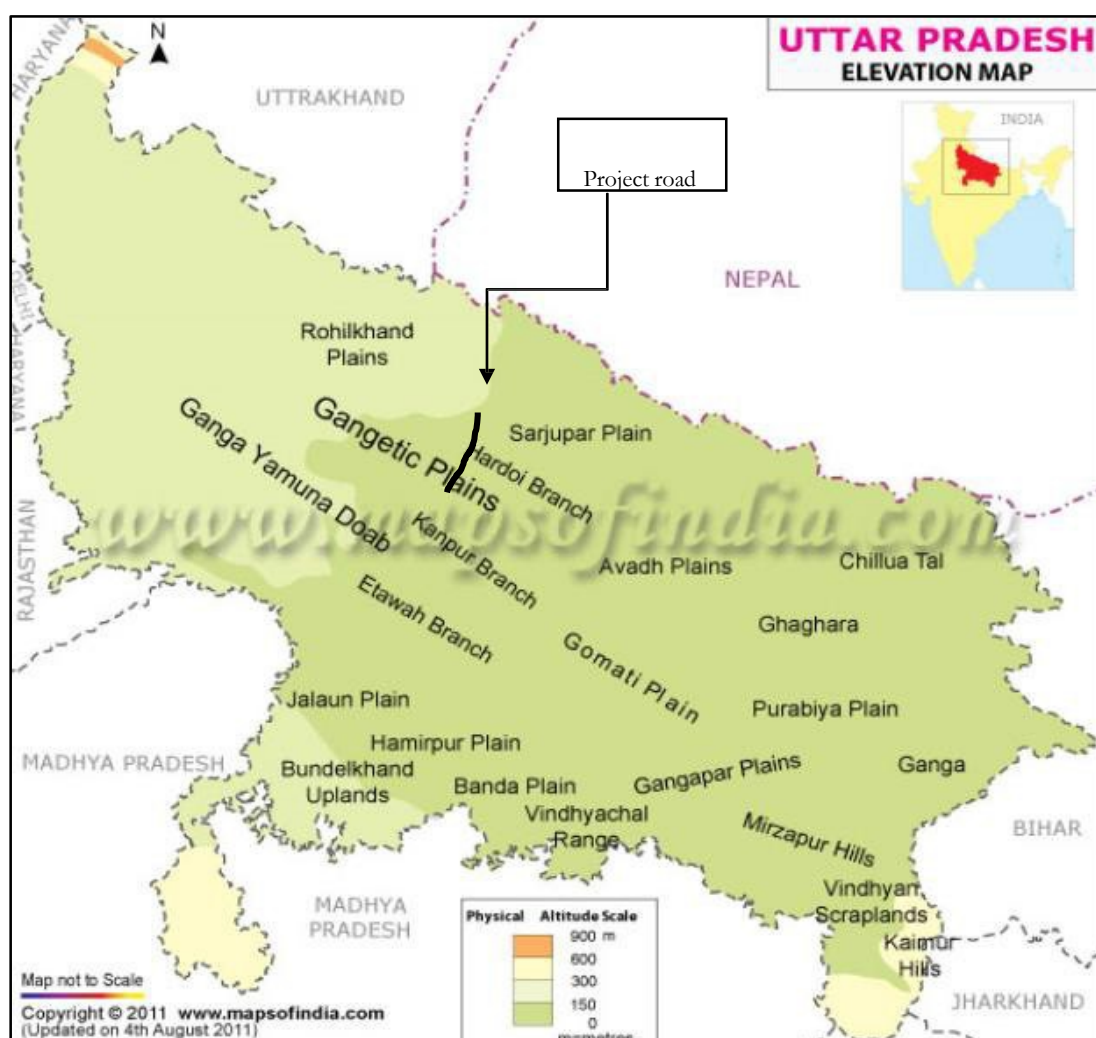 UTTAR PRADESH
ELEVATION MAP
N
HARYANA
UTTRAKHAND
INDIA
Project road
NEPAL
DELHI
HARYANA
Rohilkhand
Plains
Gangetic Plains
Sarjupar Plain
Ganga Yamuna Doab
Hardoi Branch
www.mapsofindia.com
Kanpur Branch
RAJASTHAN
Avadh Plains
Chillua Tal
Etawah Branch
Ghaghara
Gomati Plain
Jalaun Plain
Purabiya Plain
Hamirpur Plain
MADHYA PRADESH
Bundelkhand
Uplands
Banda Plain
Gangapar Plains
Ganga
Vindhyachal
Range
Mirzapur Hills
BIHAR
Vindhyan
Scraplands
MADHYA
PRADESH
Kaimur
Hills
JHARKHAND
Physical Altitude Scale
900 m
600
300
150
0
Map not to Scale
Copyright © 2011 www.mapsofindia.com
(Updated on 4th August 2011)